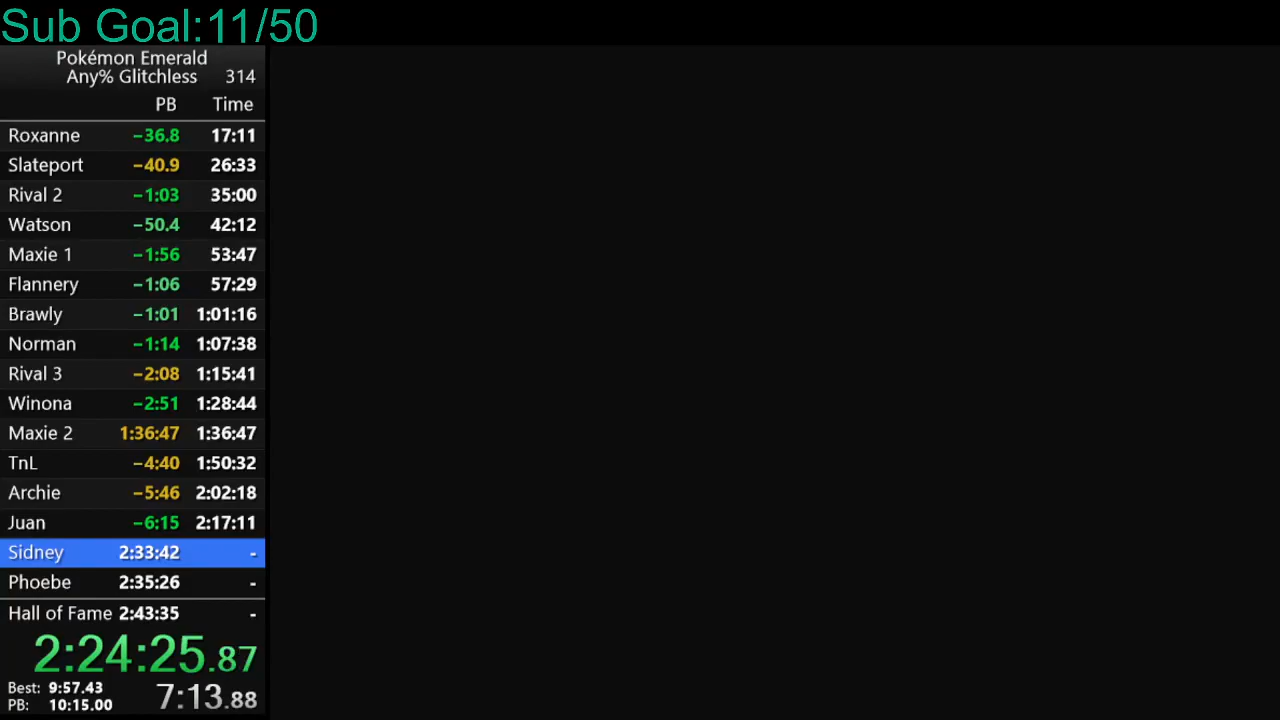 Sub Goal:11/50
Pokémon Emerald
Any% Glitchless 314
PB Time
Roxanne −36.8 17:11
Slateport −40.9 26:33
Rival 2 −1:03 35:00
Watson −50.4 42:12
Maxie 1 −1:56 53:47
Flannery −1:06 57:29
Brawly −1:01 1:01:16
Norman −1:14 1:07:38
Rival 3 −2:08 1:15:41
Winona −2:51 1:28:44
Maxie 2 1:36:47 1:36:47
TnL −4:40 1:50:32
Archie −5:46 2:02:18
Juan −6:15 2:17:11
Sidney 2:33:42 -
Phoebe 2:35:26 -
Hall of Fame 2:43:35 -
2:24:25.87
Best: 9:57.43
PB: 10:15.00
7:13.88